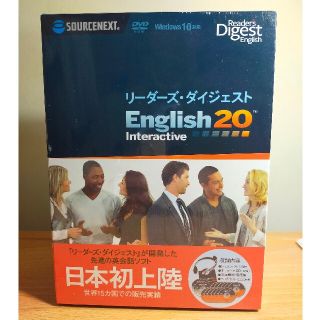 SOURCENEXT.
DVD
Windows 10対応
Reader's
Digest
English
リーダーズ・ダイジェスト
English 20™
Interactive
「リーダーズ・ダイジェスト」が開発した
先進の英会話ソフト
日本初上陸
世界15カ国での販売実績